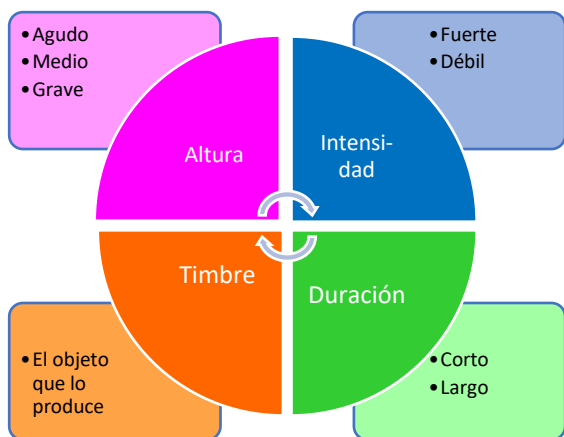 • Agudo
• Medio
• Grave
• Fuerte
• Débil
Altura
Intensi-
dad
Timbre
Duración
• El objeto
que lo
produce
• Corto
• Largo